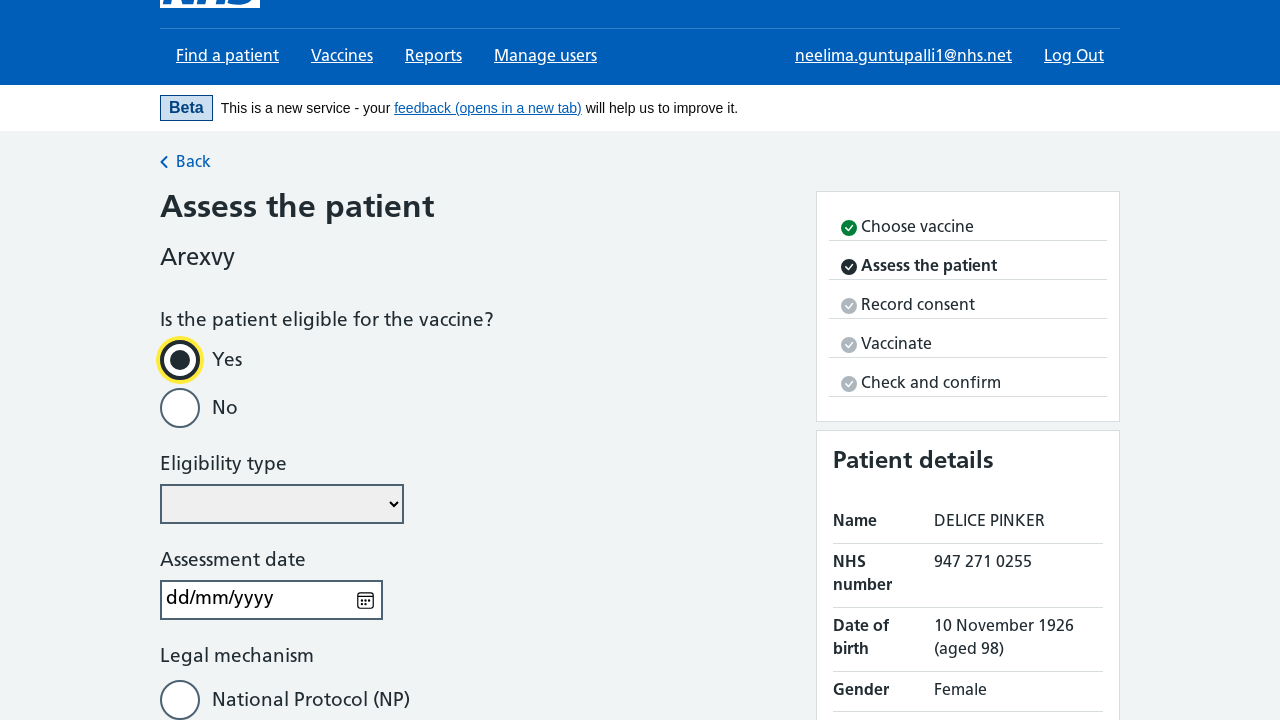 NHS
Find a patient Vaccines Reports Manage users neelima.guntupalli1@nhs.net Log Out
Beta This is a new service - your feedback (opens in a new tab) will help us to improve it.
Back
Assess the patient
Arexvy
Is the patient eligible for the vaccine?
Yes
No
Eligibility type
Assessment date
dd/mm/yyyy
Legal mechanism
National Protocol (NP)
Choose vaccine
Assess the patient
Record consent
Vaccinate
Check and confirm
Patient details
Name DELICE PINKER
NHS number 947 271 0255
Date of birth 10 November 1926 (aged 98)
Gender Female